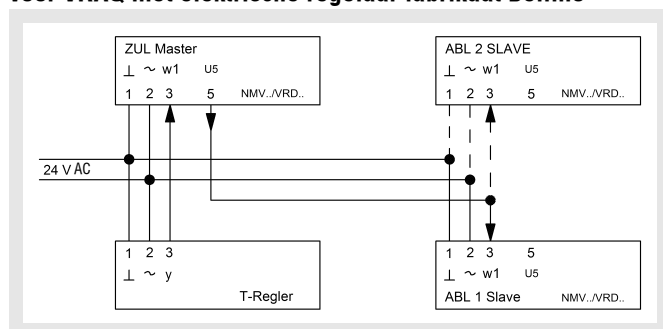 met elektrische regelaar fabrikaat Belimo
ZUL Master
⊥ ~ w1 U5
1 2 3 5 NMV../VRD..
ABL 2 SLAVE
⊥ ~ w1 U5
1 2 3 5 NMV../VRD..
24 V AC
1 2 3
⊥ ~ y
T-Regler
1 2 3 5
⊥ ~ w1 U5
ABL 1 Slave NMV../VRD..